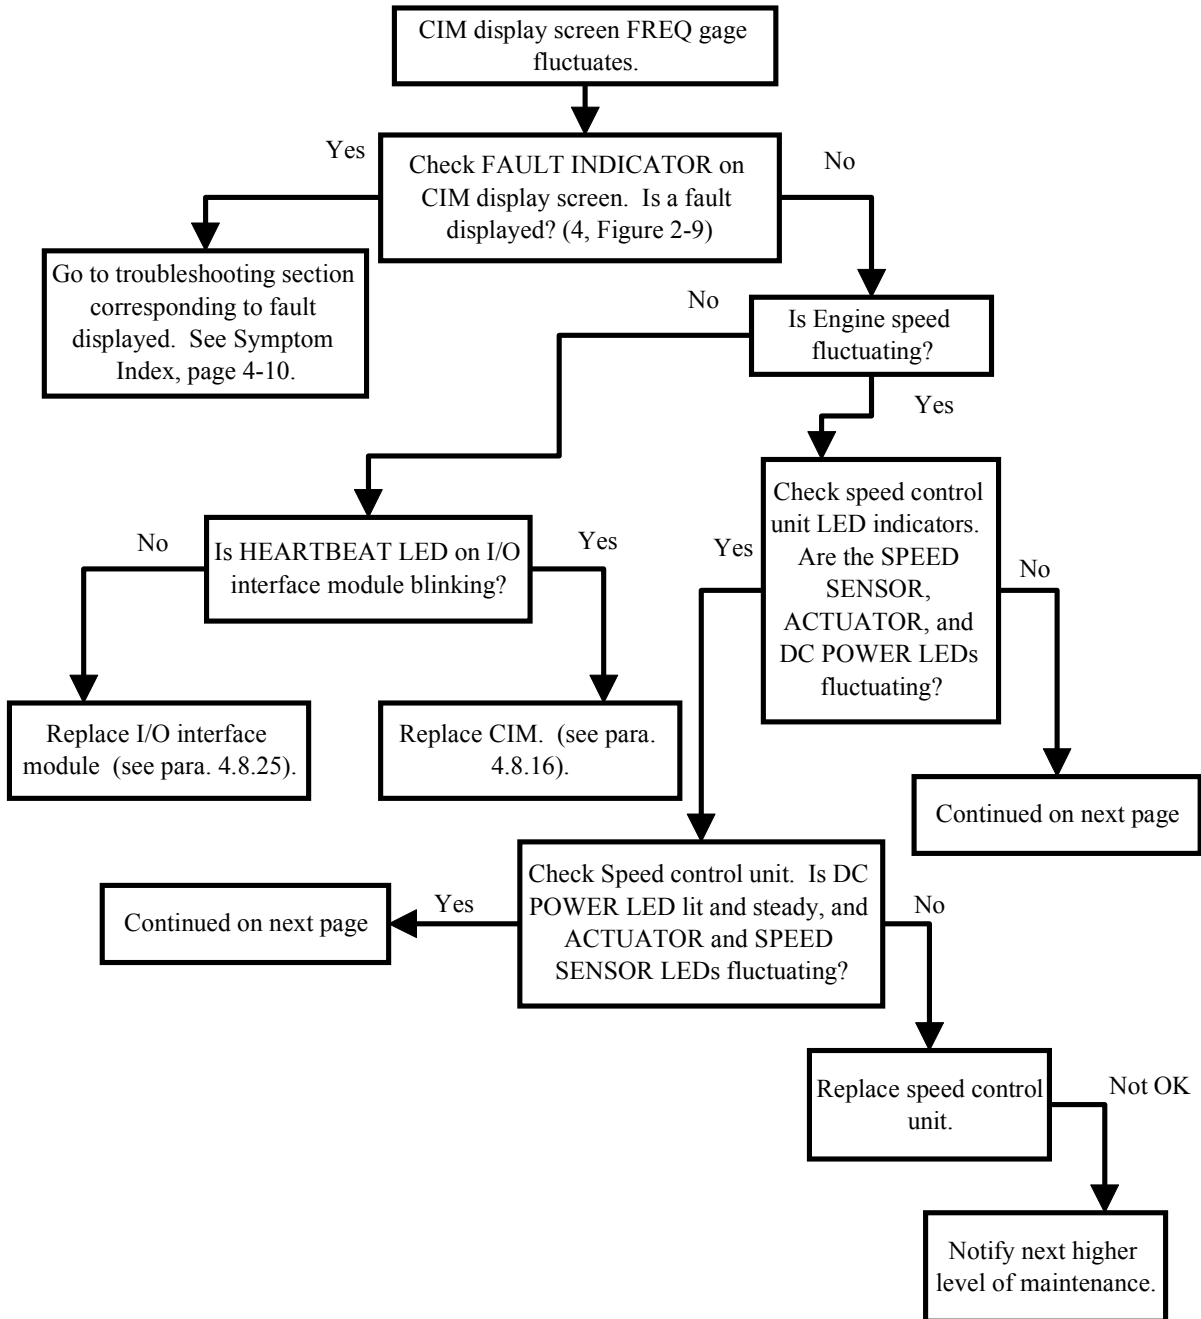 CIM display screen FREQ gage
fluctuates.
Yes
Check FAULT INDICATOR on
CIM display screen.  Is a fault
displayed? (4, Figure 2-9)
No
Go to troubleshooting section
corresponding to fault
displayed.  See Symptom
Index, page 4-10.
No
Is Engine speed
fluctuating?
Yes
Check speed control
unit LED indicators.
Are the SPEED
SENSOR,
ACTUATOR, and
DC POWER LEDs
fluctuating?
No
Is HEARTBEAT LED on I/O
interface module blinking?
Yes
Yes
No
Replace I/O interface
module  (see para. 4.8.25).
Replace CIM.  (see para.
4.8.16).
Continued on next page
Continued on next page
Yes
Check Speed control unit.  Is DC
POWER LED lit and steady, and
ACTUATOR and SPEED
SENSOR LEDs fluctuating?
No
Replace speed control
unit.
Not OK
Notify next higher
level of maintenance.